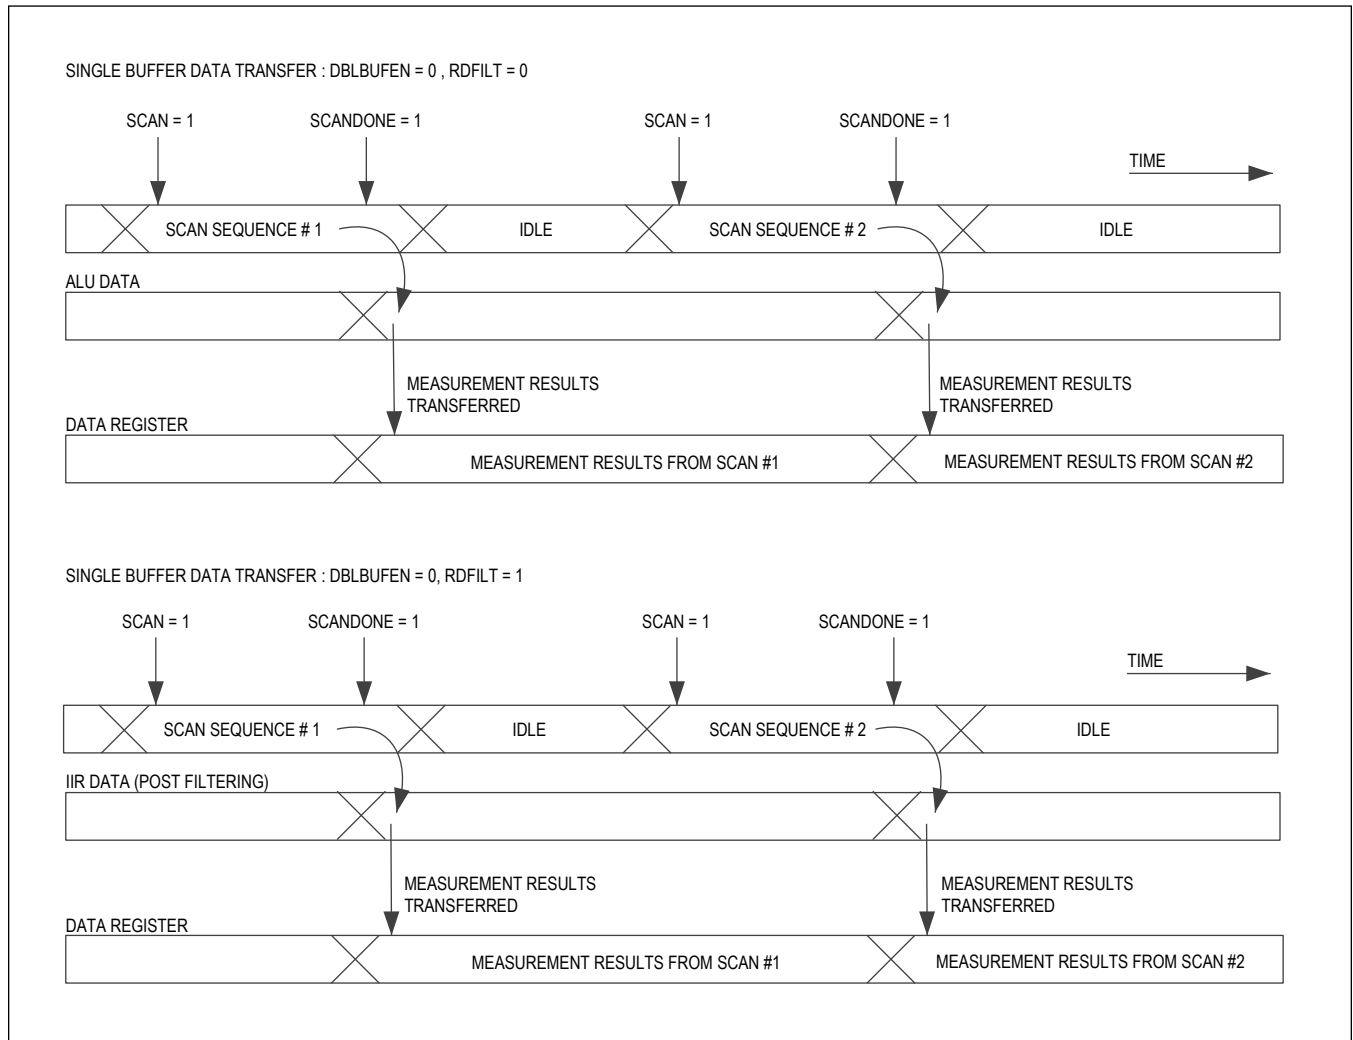 SINGLE BUFFER DATA TRANSFER : DBLBUFEN = 0 , RDFILT = 0
SCAN = 1
SCANDONE = 1
SCAN = 1
SCANDONE = 1
TIME
SCAN SEQUENCE # 1
IDLE
SCAN SEQUENCE # 2
IDLE
ALU DATA
MEASUREMENT RESULTS
TRANSFERRED
MEASUREMENT RESULTS
TRANSFERRED
DATA REGISTER
MEASUREMENT RESULTS FROM SCAN #1
MEASUREMENT RESULTS FROM SCAN #2
SINGLE BUFFER DATA TRANSFER : DBLBUFEN = 0, RDFILT = 1
SCAN = 1
SCANDONE = 1
SCAN = 1
SCANDONE = 1
TIME
SCAN SEQUENCE # 1
IDLE
SCAN SEQUENCE # 2
IDLE
IIR DATA (POST FILTERING)
MEASUREMENT RESULTS
TRANSFERRED
MEASUREMENT RESULTS
TRANSFERRED
DATA REGISTER
MEASUREMENT RESULTS FROM SCAN #1
MEASUREMENT RESULTS FROM SCAN #2